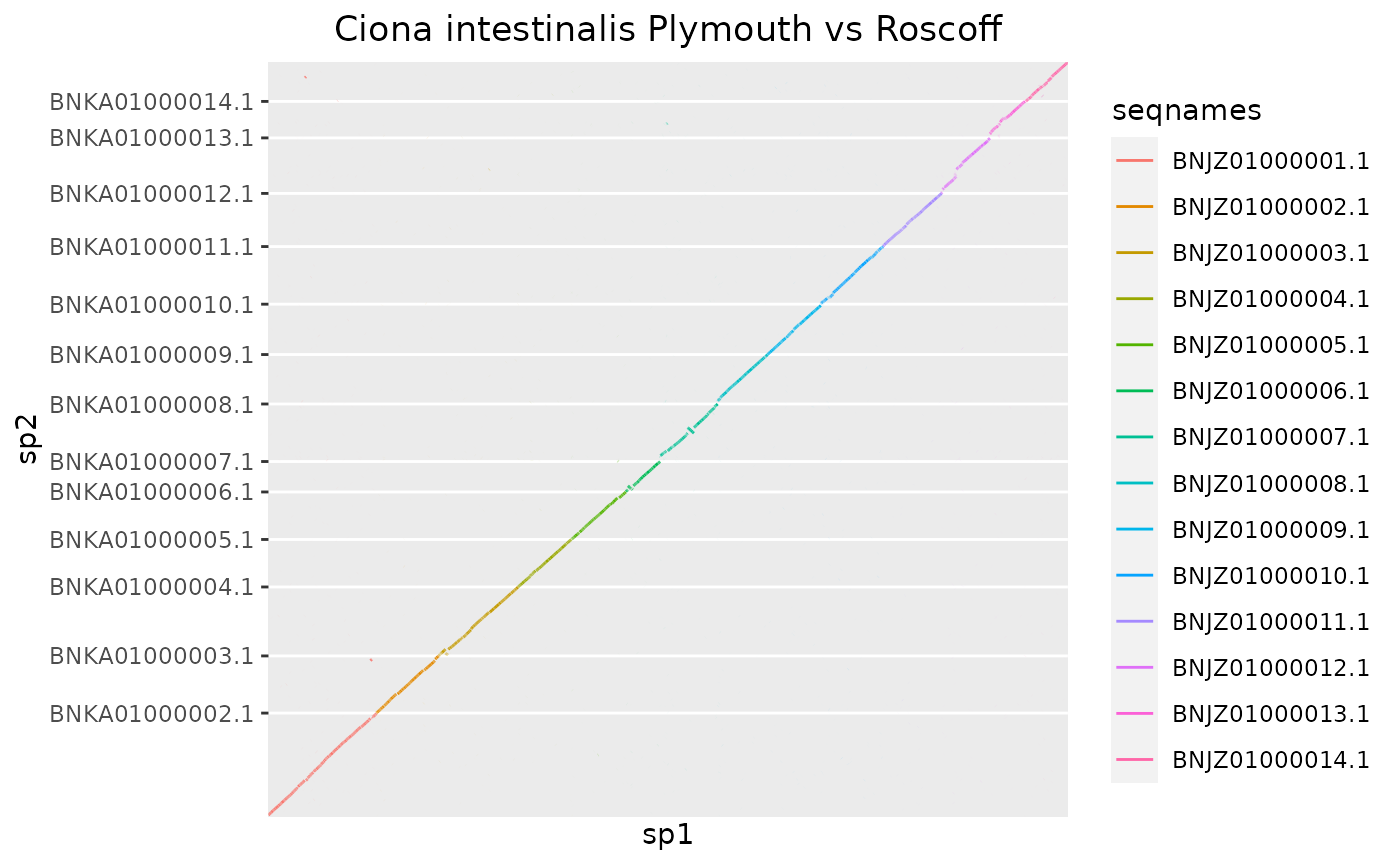 Ciona intestinalis Plymouth vs Roscoff
BNKA01000014.1
BNKA01000013.1
BNKA01000012.1
BNKA01000011.1
BNKA01000010.1
BNKA01000009.1
BNKA01000008.1
BNKA01000007.1
BNKA01000006.1
BNKA01000005.1
BNKA01000004.1
BNKA01000003.1
BNKA01000002.1
sp2
sp1
seqnames
BNJZ01000001.1
BNJZ01000002.1
BNJZ01000003.1
BNJZ01000004.1
BNJZ01000005.1
BNJZ01000006.1
BNJZ01000007.1
BNJZ01000008.1
BNJZ01000009.1
BNJZ01000010.1
BNJZ01000011.1
BNJZ01000012.1
BNJZ01000013.1
BNJZ01000014.1